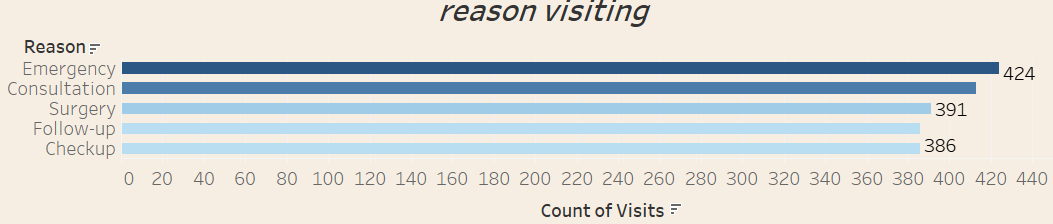 reason visiting
Reason
Emergency 424
Consultation
Surgery 391
Follow-up
Checkup 386
0 20 40 60 80 100 120 140 160 180 200 220 240 260 280 300 320 340 360 380 400 420 440
Count of Visits